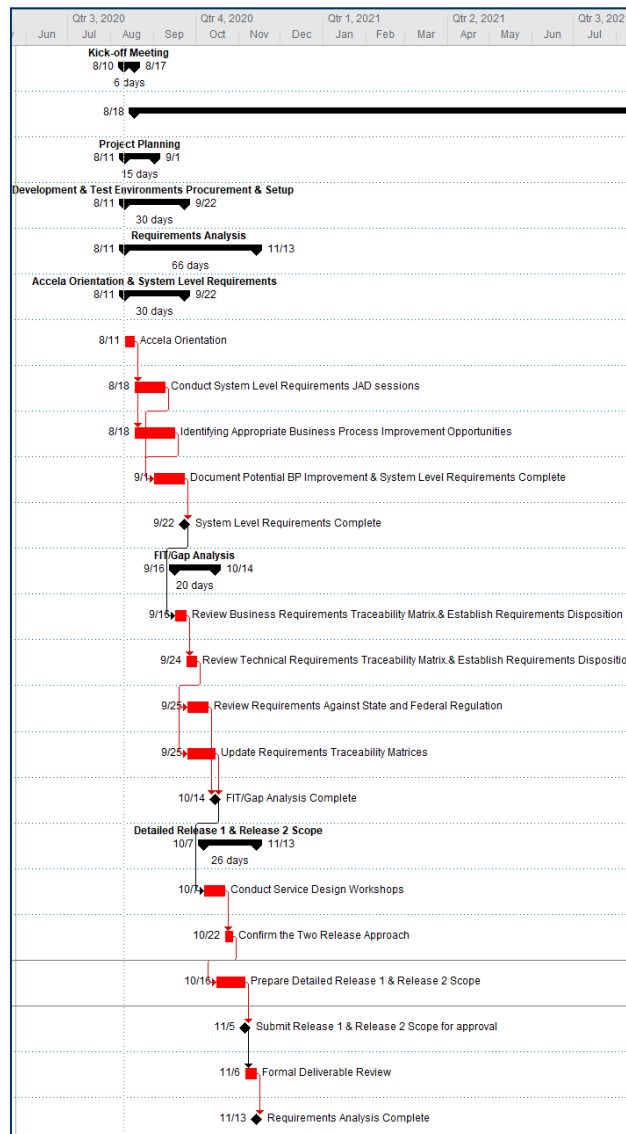 Qtr 3, 2020 Qtr 4, 2020 Qtr 1, 2021 Qtr 2, 2021 Qtr 3, 2021
Jun Jul Aug Sep Oct Nov Dec Jan Feb Mar Apr May Jun Jul
Kick-off Meeting
8/10 8/17
6 days
8/18
Project Planning
8/11 9/1
15 days
Development & Test Environments Procurement & Setup
8/11 9/22
30 days
Requirements Analysis
8/11 11/13
66 days
Accela Orientation & System Level Requirements
8/11 9/22
30 days
8/11 Accela Orientation
8/18 Conduct System Level Requirements JAD sessions
8/18 Identifying Appropriate Business Process Improvement Opportunities
9/1 Document Potential BP Improvement & System Level Requirements Complete
9/22 System Level Requirements Complete
FIT/Gap Analysis
9/16 10/14
20 days
9/16 Review Business Requirements Traceability Matrix.& Establish Requirements Disposition
9/24 Review Technical Requirements Traceability Matrix.& Establish Requirements Dispositio
9/25 Review Requirements Against State and Federal Regulation
9/25 Update Requirements Traceability Matrices
10/14 FIT/Gap Analysis Complete
Detailed Release 1 & Release 2 Scope
10/7 11/13
26 days
10/7 Conduct Service Design Workshops
10/22 Confirm the Two Release Approach
10/16 Prepare Detailed Release 1 & Release 2 Scope
11/5 Submit Release 1 & Release 2 Scope for approval
11/6 Formal Deliverable Review
11/13 Requirements Analysis Complete